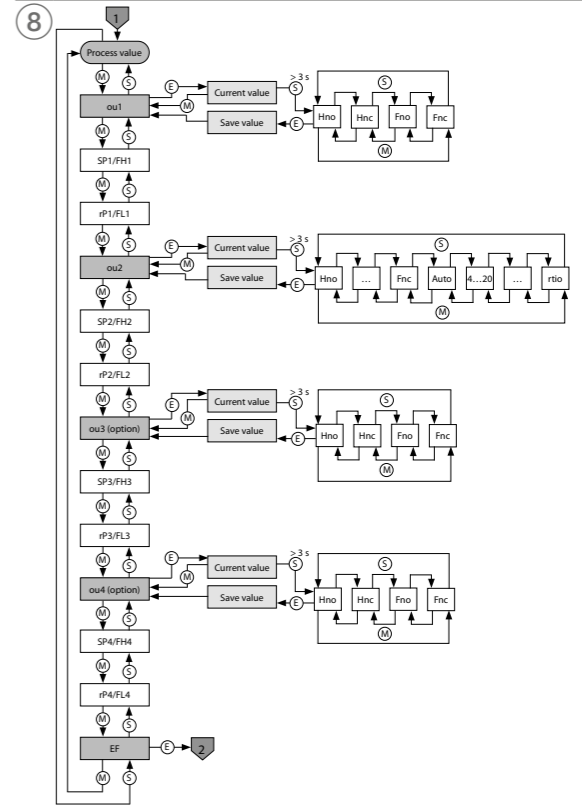 8
1
Process value
M S
E Current value > 3 s S
ou1 M
Save value E Hno Hnc Fno Fnc
S
M
M S
SP1/FH1
M S
rP1/FL1
M S
E Current value > 3 s S
ou2 M
Save value E Hno … Fnc Auto 4…20 … rtio
S
M
M S
SP2/FH2
M S
rP2/FL2
M S
E Current value > 3 s S
ou3 (option) M
Save value E Hno Hnc Fno Fnc
S
M
M S
SP3/FH3
M S
rP3/FL3
M S
E Current value > 3 s S
ou4 (option) M
Save value E Hno Hnc Fno Fnc
S
M
M S
SP4/FH4
M S
rP4/FL4
M S
EF E 2
M S